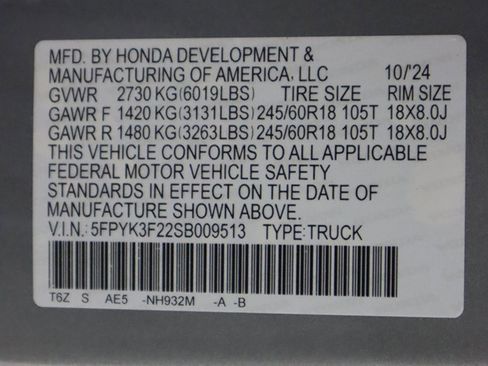 MFD. BY HONDA DEVELOPMENT &
MANUFACTURING OF AMERICA, LLC 10/'24
GVWR 2730 KG(6019LBS) TIRE SIZE RIM SIZE
GAWR F 1420 KG(3131LBS) 245/60R18 105T 18X8.0J
GAWR R 1480 KG(3263LBS) 245/60R18 105T 18X8.0J
THIS VEHICLE CONFORMS TO ALL APPLICABLE
FEDERAL MOTOR VEHICLE SAFETY
STANDARDS IN EFFECT ON THE DATE OF
MANUFACTURE SHOWN ABOVE.
V.I.N.: 5FPYK3F22SB009513 TYPE:TRUCK
T6Z S AE5 -NH932M -A -B